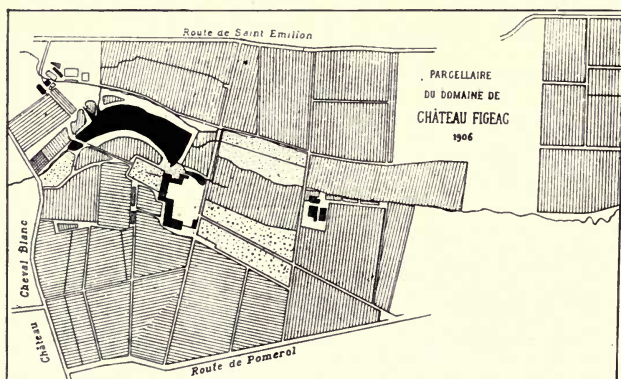 Route de Saint Emilion
PARCELLAIRE
DU DOMAINE DE
CHÂTEAU FIGEAC
1906
Château Cheval Blanc
Route de Pomerol